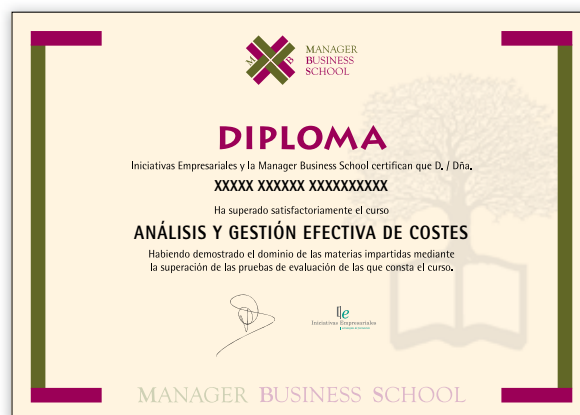 M B
MANAGER
BUSINESS
SCHOOL
DIPLOMA
Iniciativas Empresariales y la Manager Business School certifican que D. / Dña.
XXXXX XXXXXX XXXXXXXXXX
Ha superado satisfactoriamente el curso
ANÁLISIS Y GESTIÓN EFECTIVA DE COSTES
Habiendo demostrado el dominio de las materias impartidas mediante
la superación de las pruebas de evaluación de las que consta el curso.
Iniciativas Empresariales
MANAGER BUSINESS SCHOOL